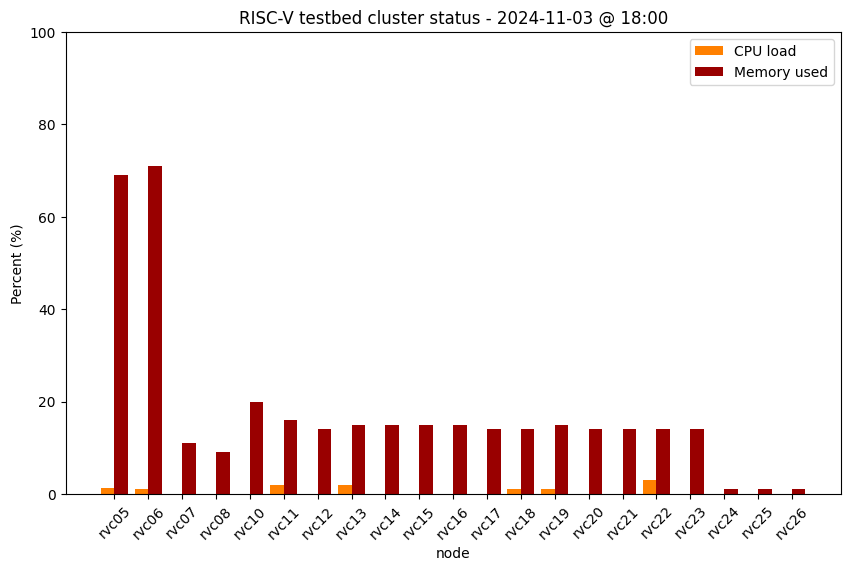 RISC-V testbed cluster status - 2024-11-03 @ 18:00
CPU load
Memory used
Percent (%)
100
80
60
40
20
0
rvc05 rvc06 rvc07 rvc08 rvc10 rvc11 rvc12 rvc13 rvc14 rvc15 rvc16 rvc17 rvc18 rvc19 rvc20 rvc21 rvc22 rvc23 rvc24 rvc25 rvc26
node